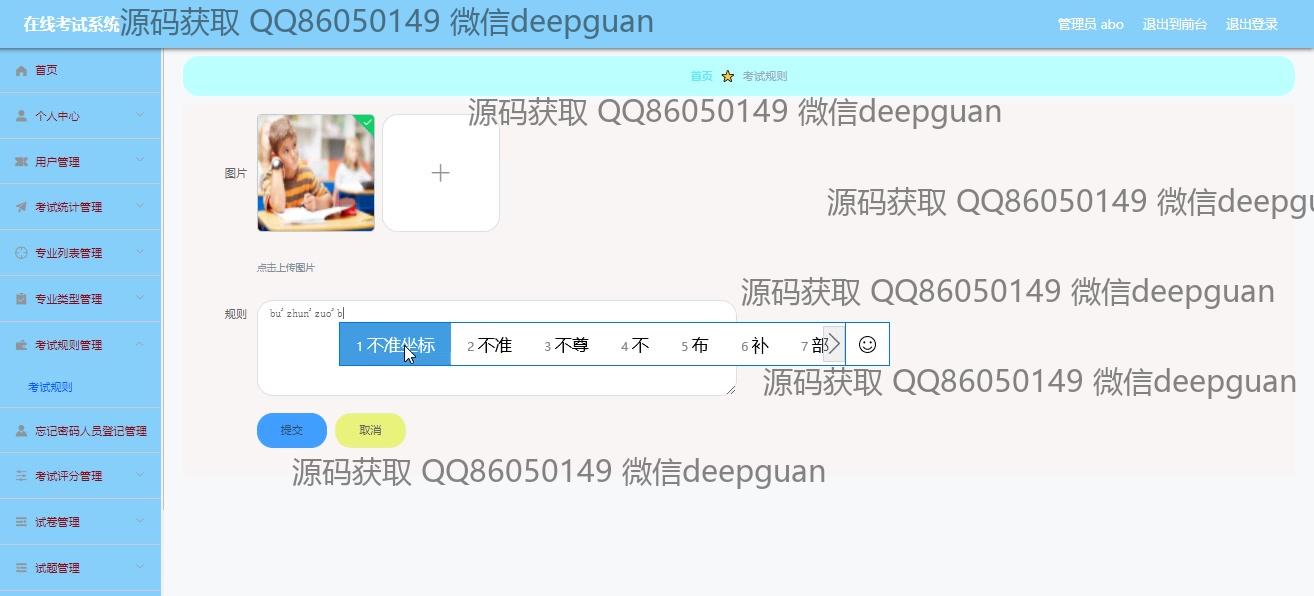 在线考试系统
源码获取 QQ86050149 微信deepguan
管理员 abo 退出到前台 退出登录
首页
个人中心
用户管理
考试统计管理
专业列表管理
专业类型管理
考试规则管理
考试规则
忘记密码人员登记管理
考试评分管理
试卷管理
试题管理
首页 考试规则
源码获取 QQ86050149 微信deepguan
图片
源码获取 QQ86050149 微信deepgu
点击上传图片
源码获取 QQ86050149 微信deepguan
规则
bu'zhun'zuo'b
1 不准坐标 2 不准 3 不尊 4 不 5 布 6 补 7 部
源码获取 QQ86050149 微信deepguan
提交 取消
源码获取 QQ86050149 微信deepguan